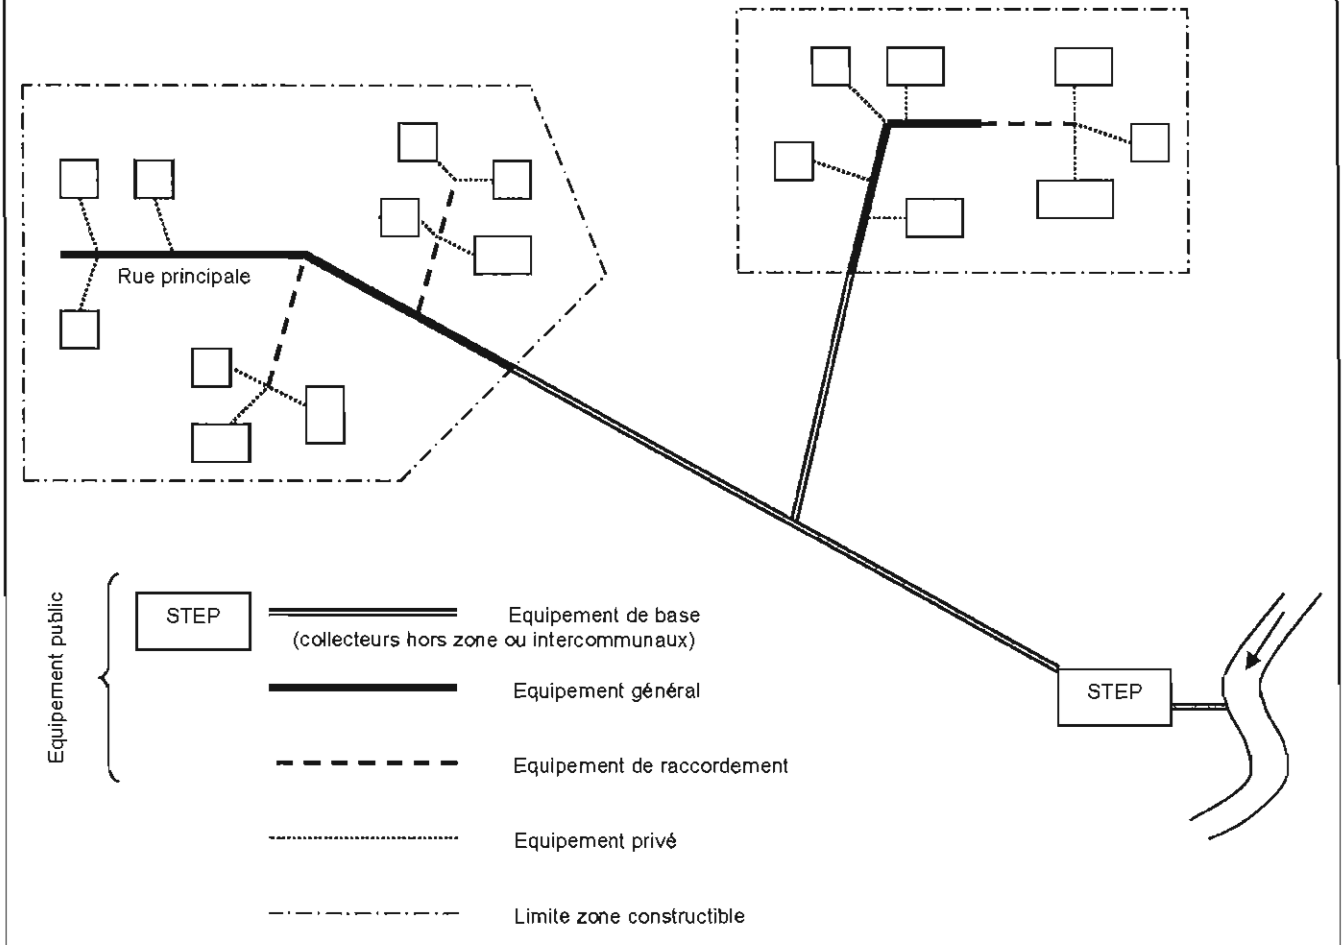 Rue principale
Equipement public
STEP
Equipement de base
(collecteurs hors zone ou intercommunaux)
Equipement général
STEP
Equipement de raccordement
Equipement privé
Limite zone constructible